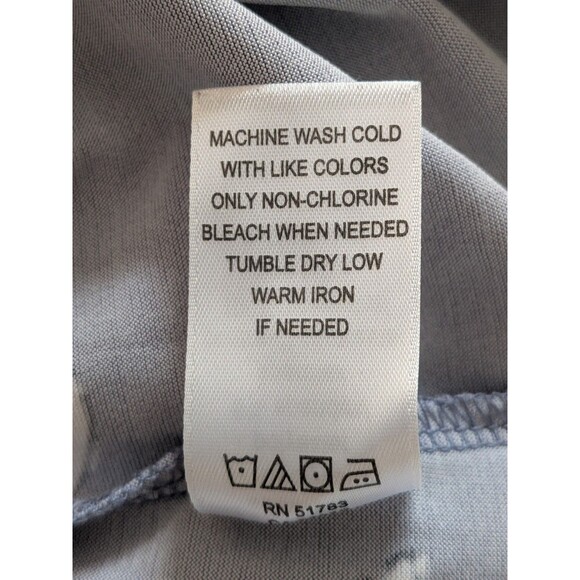 MACHINE WASH COLD
WITH LIKE COLORS
ONLY NON-CHLORINE
BLEACH WHEN NEEDED
TUMBLE DRY LOW
WARM IRON
IF NEEDED
RN 51783